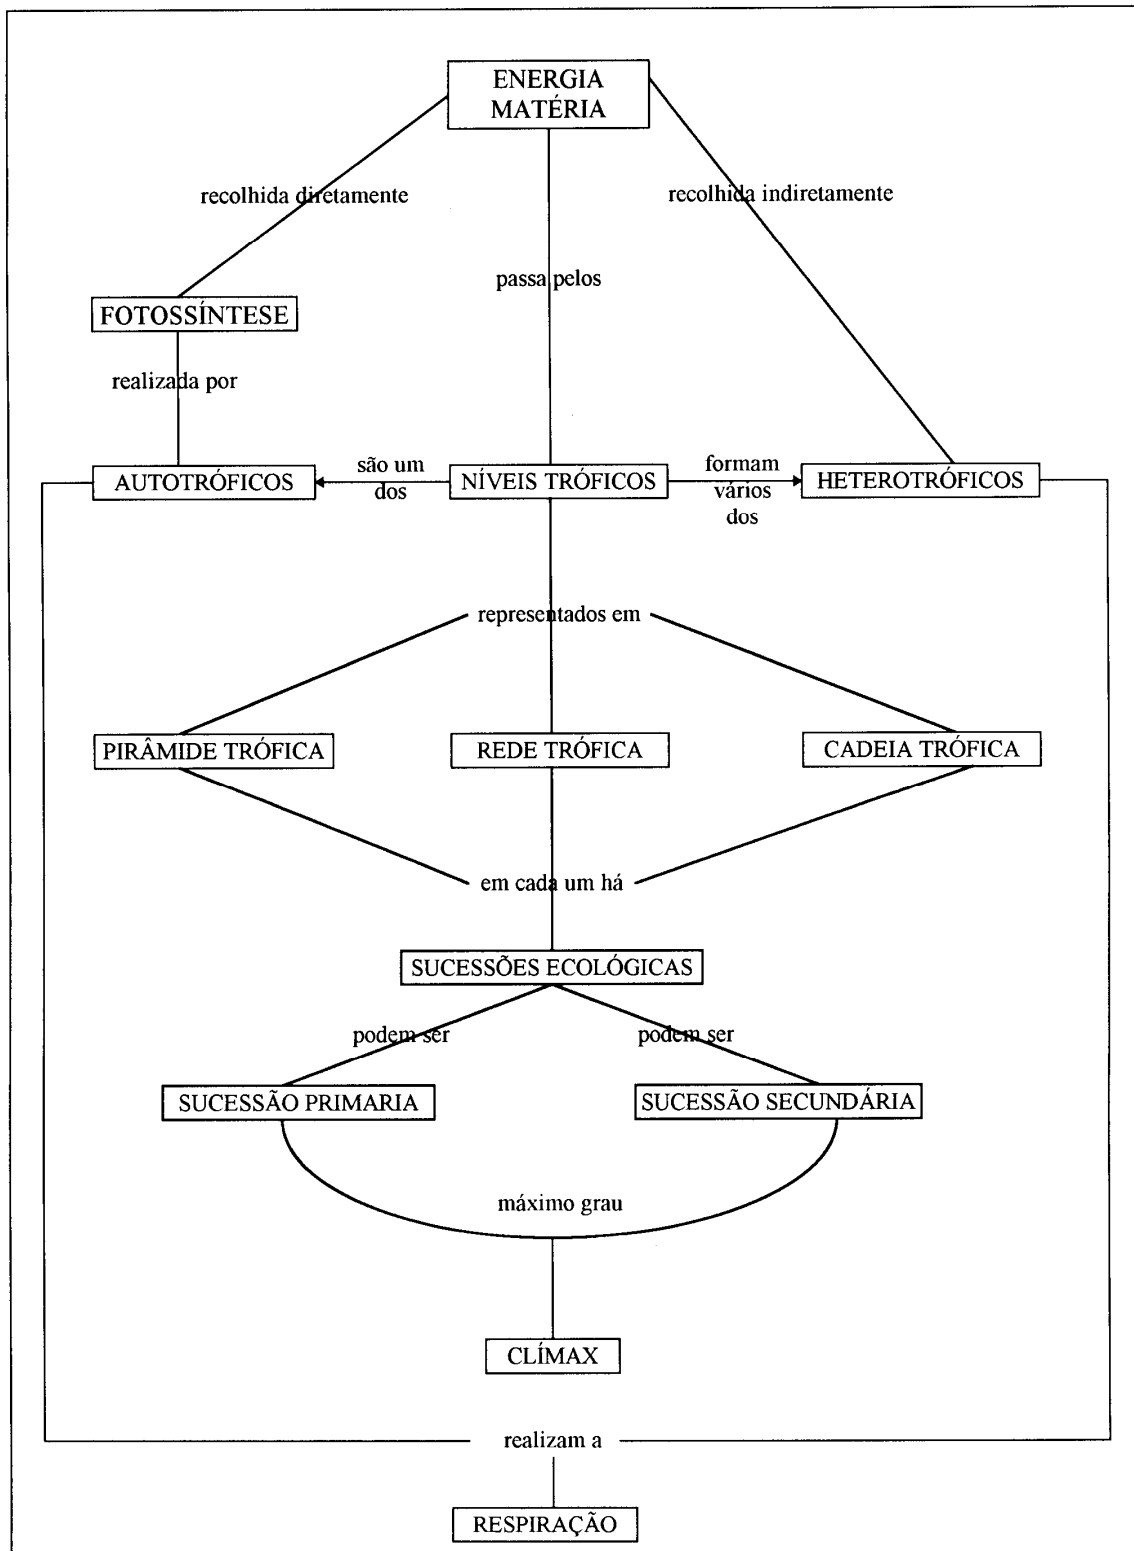 ENERGIA
MATÉRIA
recolhida diretamente
recolhida indiretamente
passa pelos
FOTOSSÍNTESE
realizada por
AUTOTRÓFICOS
são um
dos
NÍVEIS TRÓFICOS
formam
vários
dos
HETEROTRÓFICOS
representados em
PIRÂMIDE TRÓFICA
REDE TRÓFICA
CADEIA TRÓFICA
em cada um há
SUCESSÕES ECOLÓGICAS
podem ser
podem ser
SUCESSÃO PRIMARIA
SUCESSÃO SECUNDÁRIA
máximo grau
CLÍMAX
realizam a
RESPIRAÇÃO